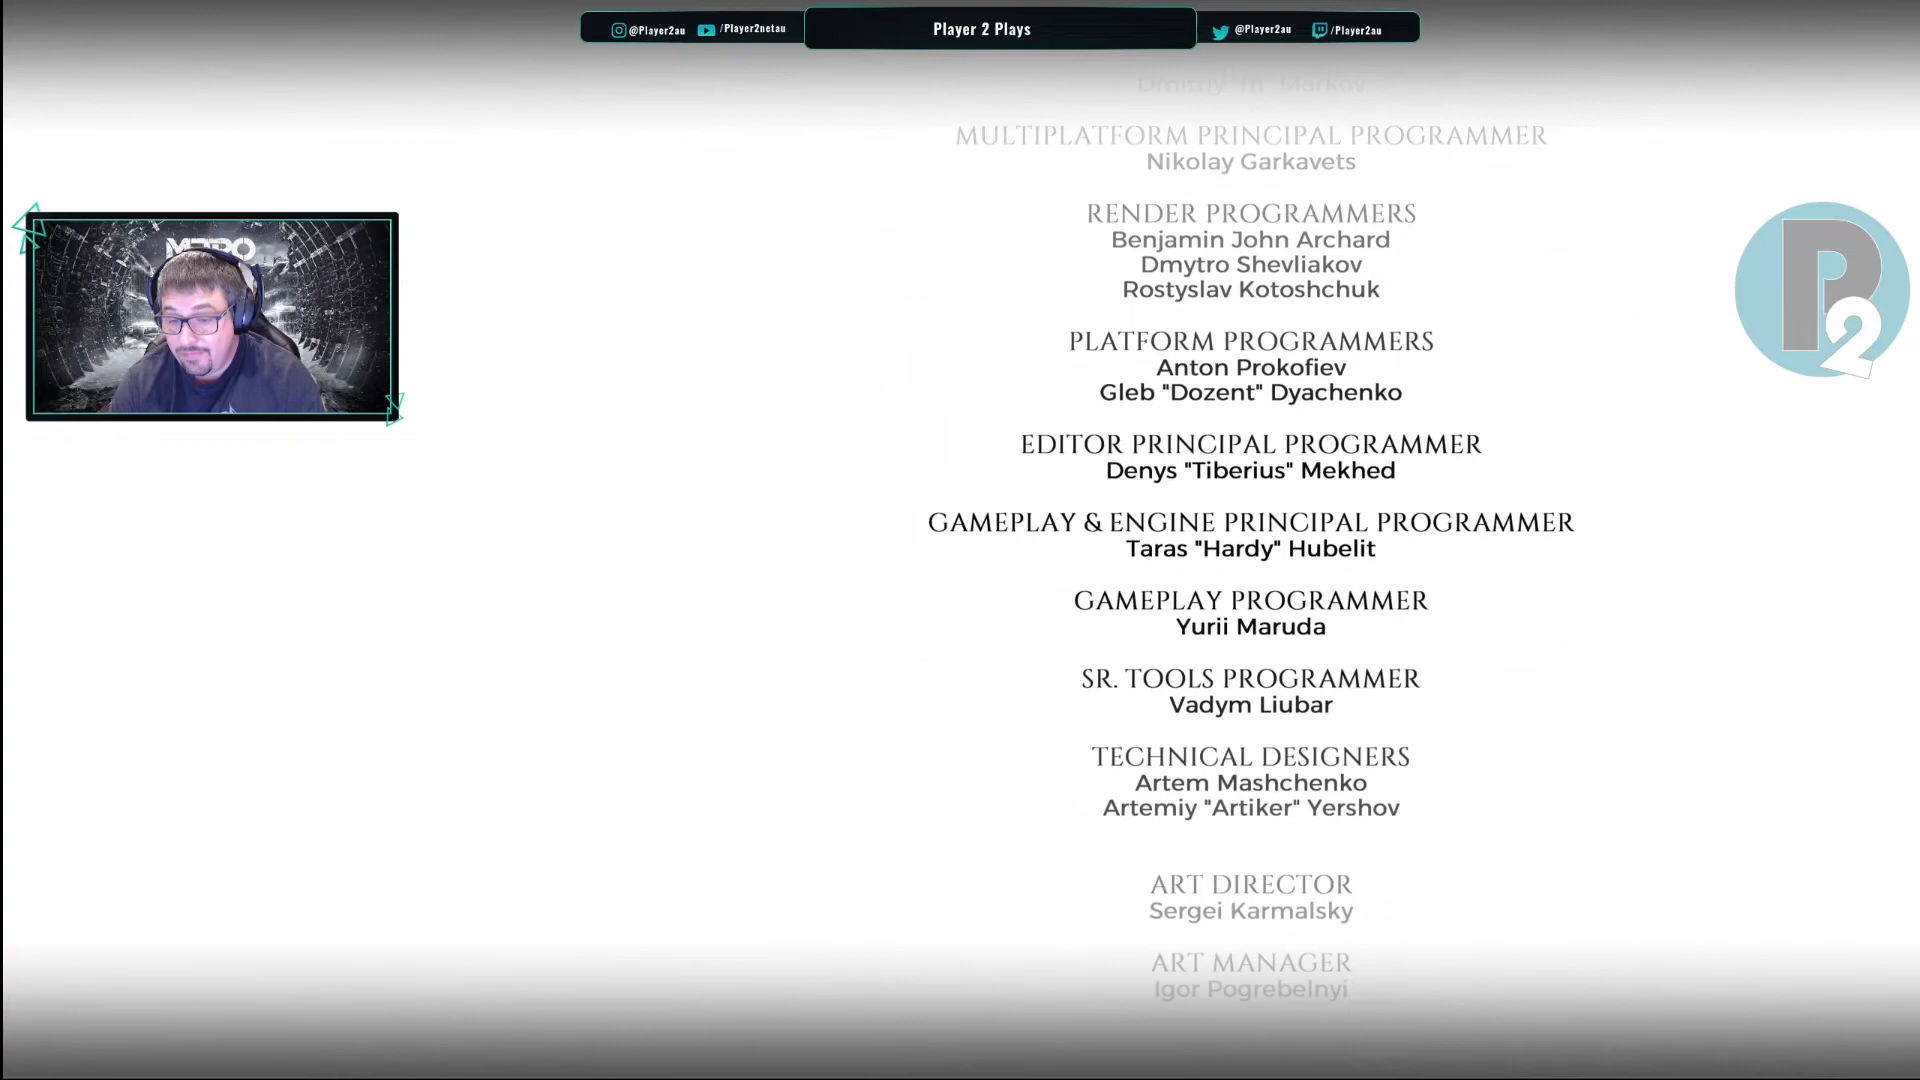 @Player2au
/Player2netau
Player 2 Plays
@Player2au
/Player2au
Markov
MULTIPLATFORM PRINCIPAL PROGRAMMER
Nikolay Garkavets
RENDER PROGRAMMERS
Benjamin John Archard
Dmytro Shevliakov
Rostyslav Kotoshchuk
PLATFORM PROGRAMMERS
Anton Prokofiev
Gleb "Dozent" Dyachenko
EDITOR PRINCIPAL PROGRAMMER
Denys "Tiberius" Mekhed
GAMEPLAY & ENGINE PRINCIPAL PROGRAMMER
Taras "Hardy" Hubelit
GAMEPLAY PROGRAMMER
Yurii Maruda
SR. TOOLS PROGRAMMER
Vadym Liubar
TECHNICAL DESIGNERS
Artem Mashchenko
Artemiy "Artiker" Yershov
ART DIRECTOR
Sergei Karmalsky
ART MANAGER
Igor Pogrebelnyi
METRO
P2